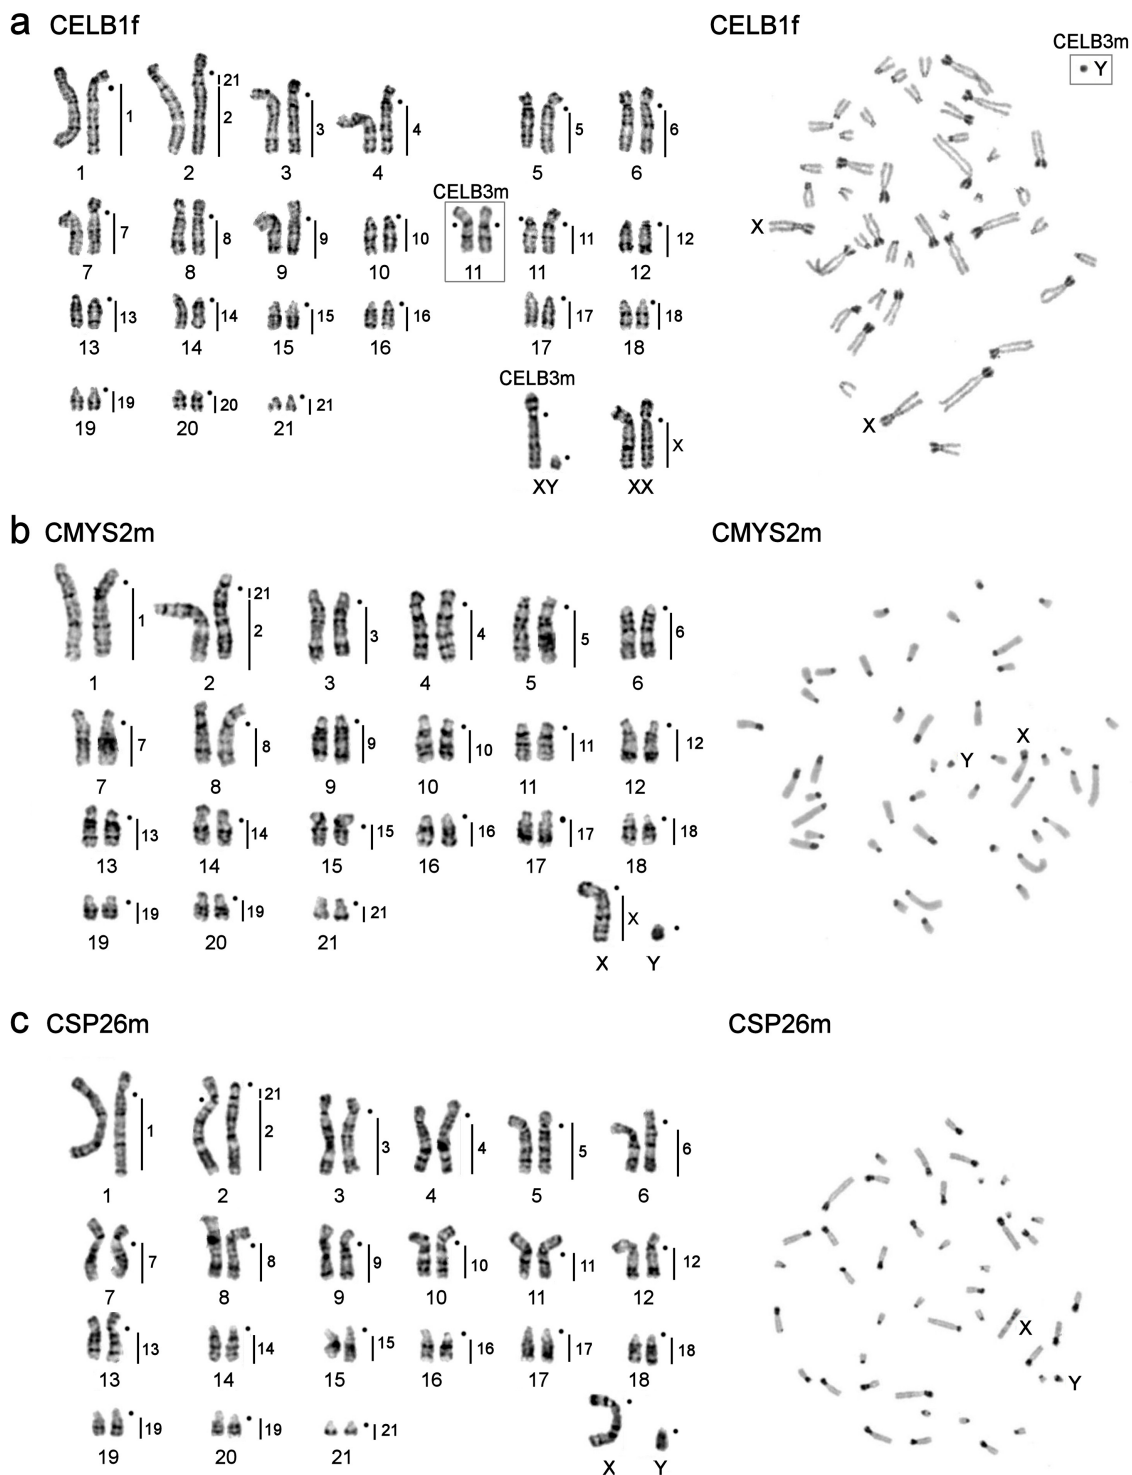 a CELB1f CELB1f
CELB3m
Y
1 21 2 3 4 5 6
1 2 3 4 5 6
CELB3m
7 8 9 10 11 12
7 8 9 10 11 11 12
13 14 15 16 17 18
13 14 15 16 17 18
CELB3m
19 20 21 X
19 20 21 XY XX
X
X
b CMYS2m CMYS2m
1 21 2 3 4 5 6
1 2 3 4 5 6
7 8 9 10 11 12
7 8 9 10 11 12
13 14 15 16 17 18
13 14 15 16 17 18
19 19 21 X
19 20 21 X Y
X
Y
c CSP26m CSP26m
1 21 2 3 4 5 6
1 2 3 4 5 6
7 8 9 10 11 12
7 8 9 10 11 12
13 14 15 16 17 18
13 14 15 16 17 18
19 19 21
19 20 21 X Y
X
Y